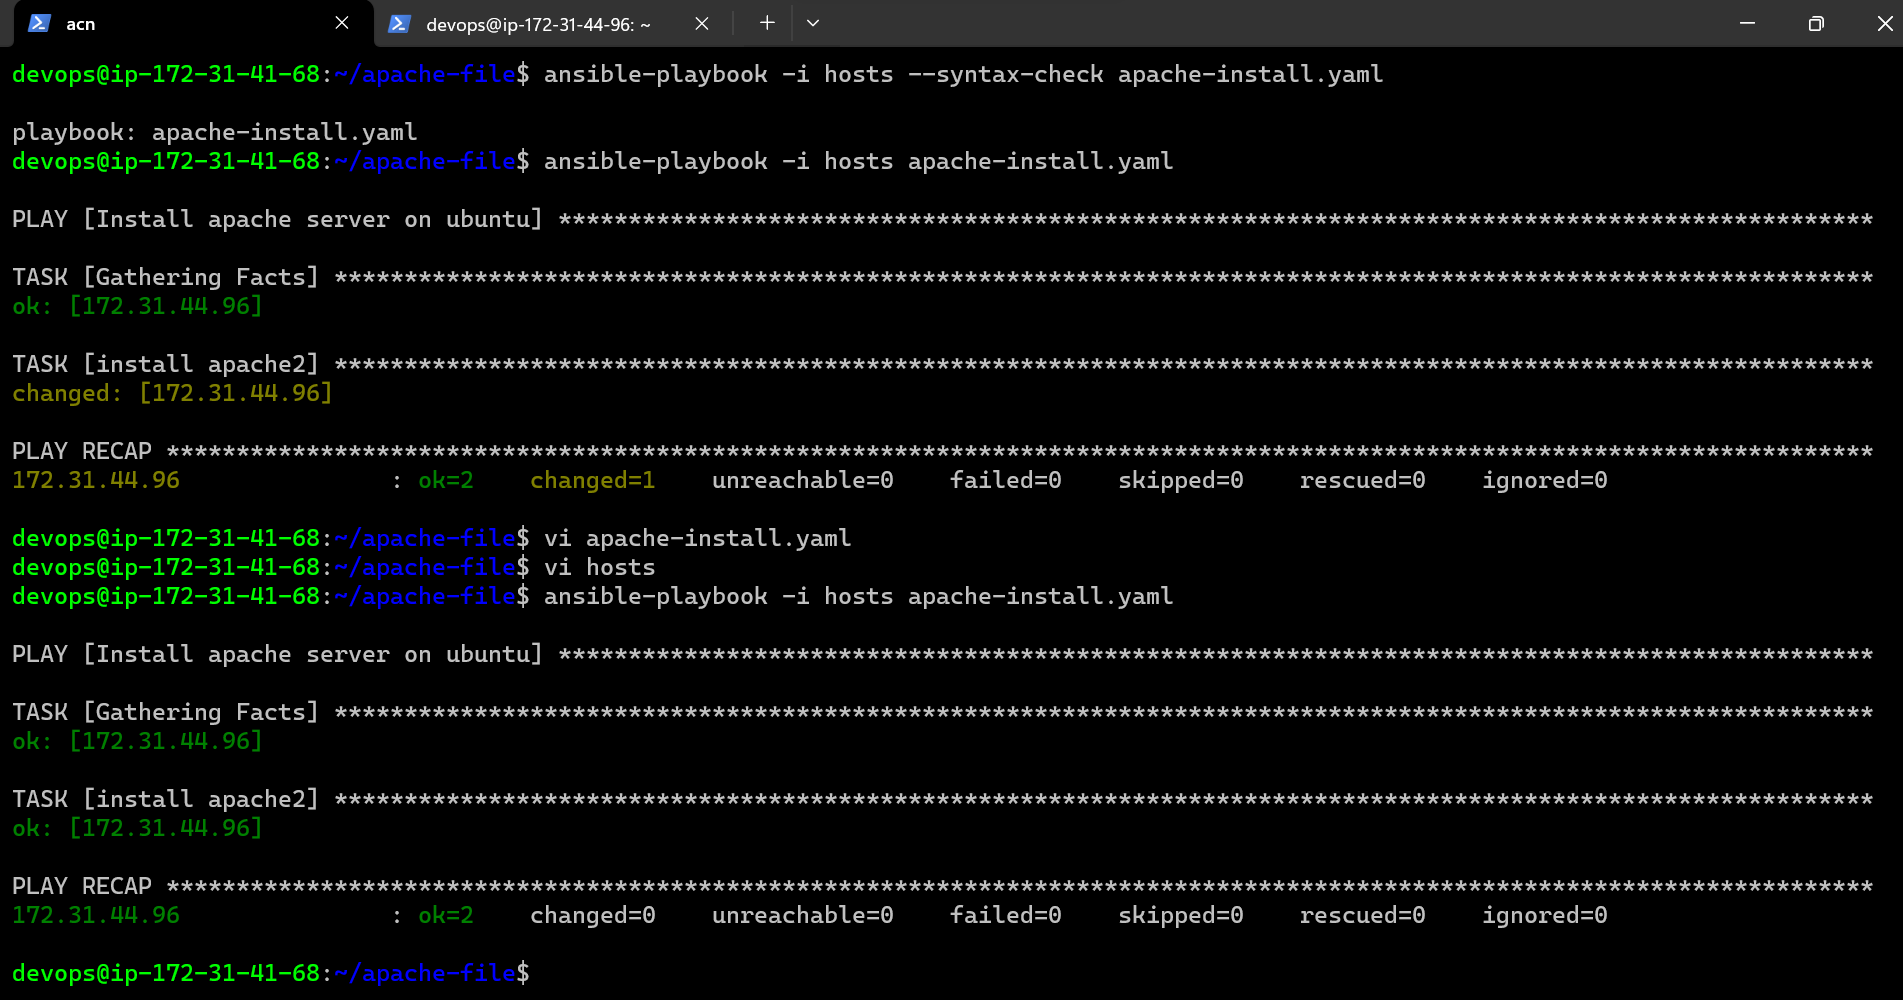 acn
devops@ip-172-31-44-96: ~
devops@ip-172-31-41-68:~/apache-file$ ansible-playbook -i hosts --syntax-check apache-install.yaml
playbook: apache-install.yaml
devops@ip-172-31-41-68:~/apache-file$ ansible-playbook -i hosts apache-install.yaml
PLAY [Install apache server on ubuntu] **********************************************************************************************
TASK [Gathering Facts] **************************************************************************************************************
ok: [172.31.44.96]
TASK [install apache2] **************************************************************************************************************
changed: [172.31.44.96]
PLAY RECAP **************************************************************************************************************************
172.31.44.96               : ok=2    changed=1    unreachable=0    failed=0    skipped=0    rescued=0    ignored=0
devops@ip-172-31-41-68:~/apache-file$ vi apache-install.yaml
devops@ip-172-31-41-68:~/apache-file$ vi hosts
devops@ip-172-31-41-68:~/apache-file$ ansible-playbook -i hosts apache-install.yaml
PLAY [Install apache server on ubuntu] **********************************************************************************************
TASK [Gathering Facts] **************************************************************************************************************
ok: [172.31.44.96]
TASK [install apache2] **************************************************************************************************************
ok: [172.31.44.96]
PLAY RECAP **************************************************************************************************************************
172.31.44.96               : ok=2    changed=0    unreachable=0    failed=0    skipped=0    rescued=0    ignored=0
devops@ip-172-31-41-68:~/apache-file$